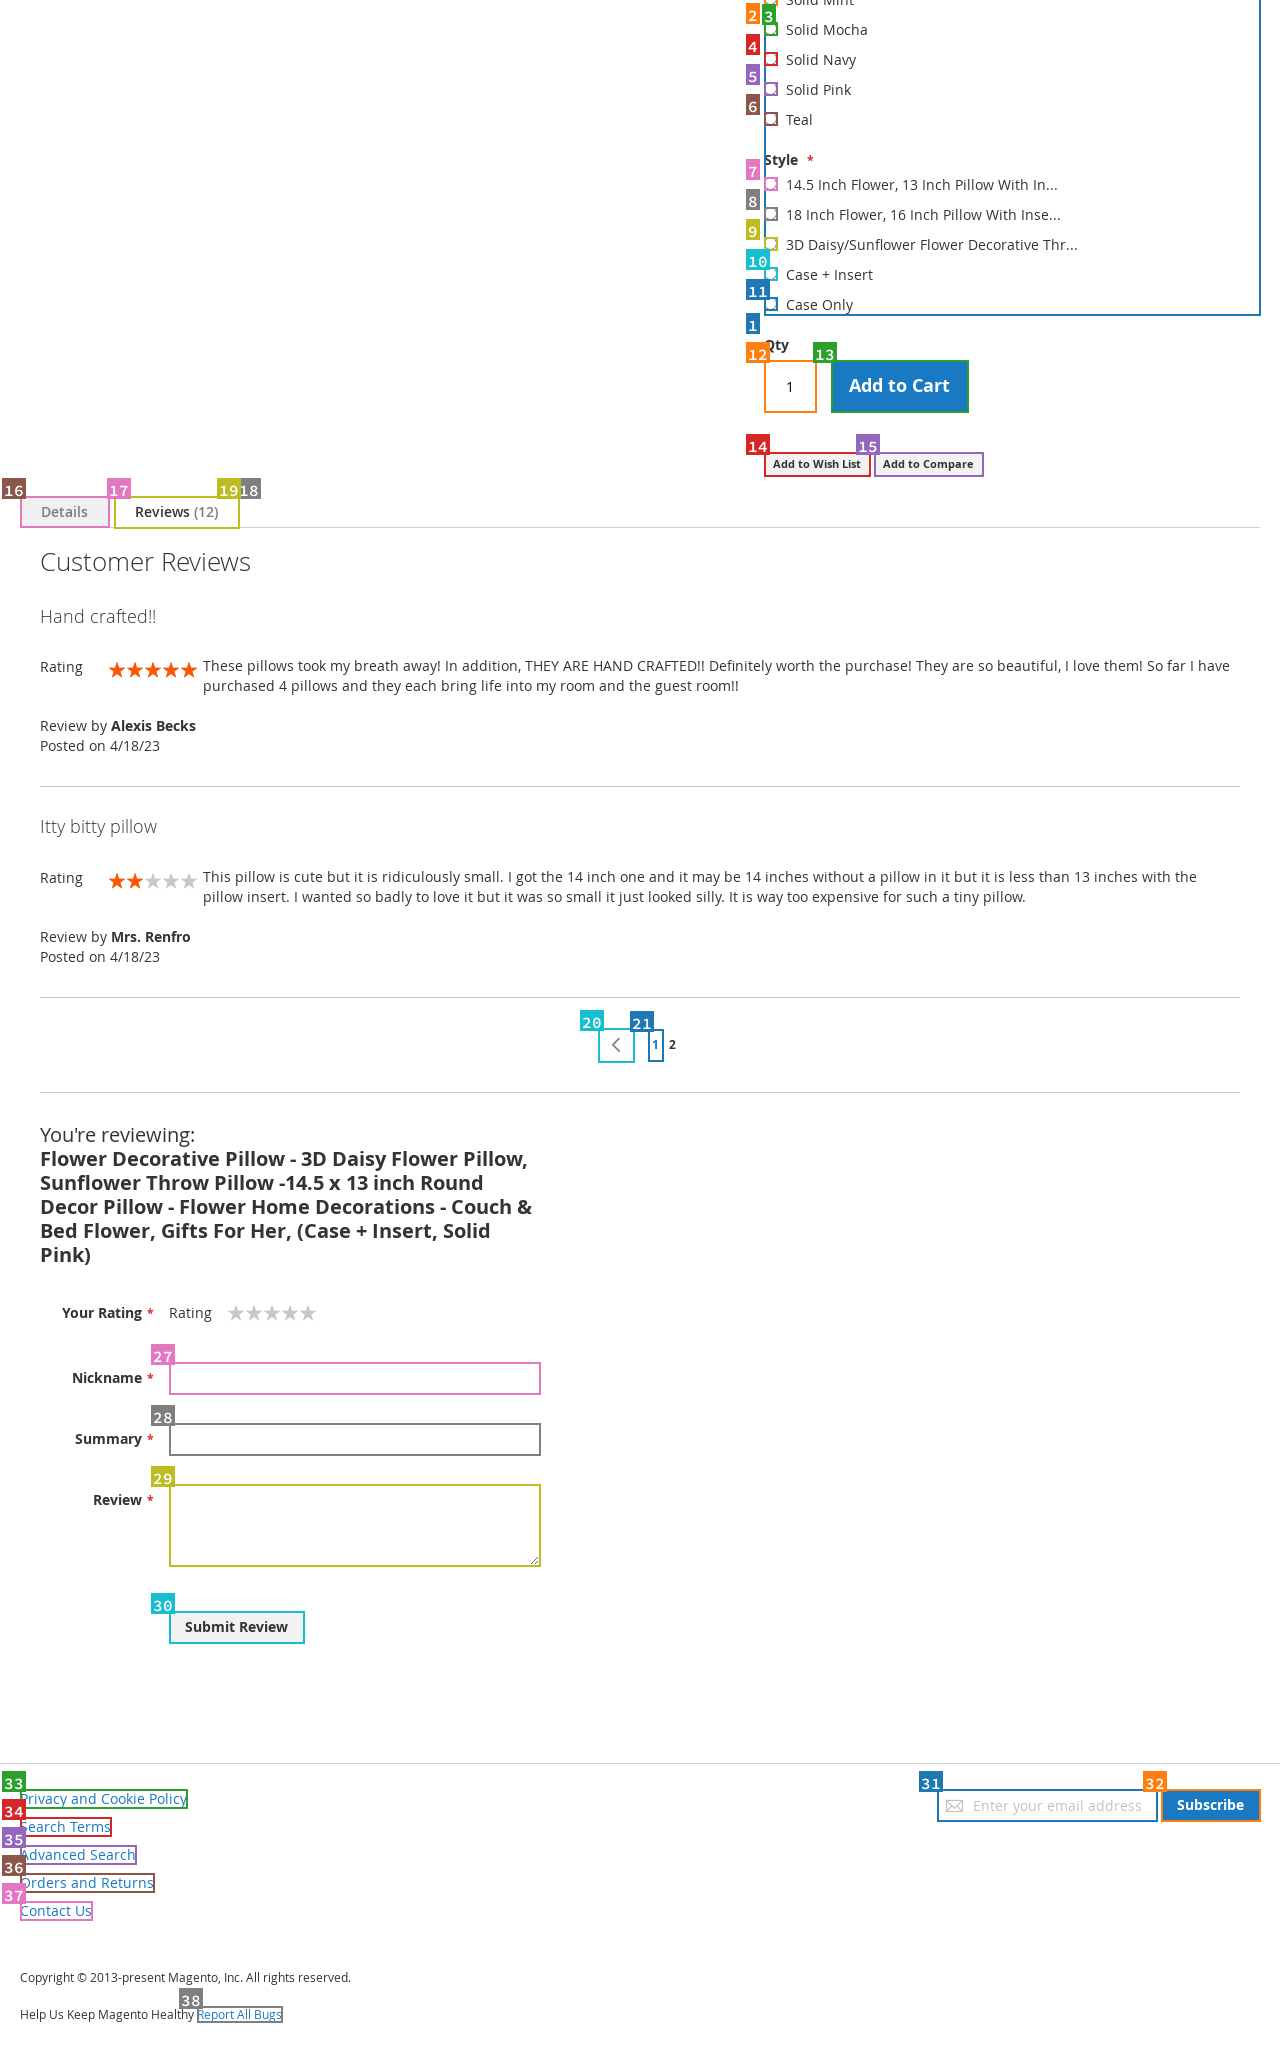 Solid Mint
2 3
Solid Mocha
4
Solid Navy
5
Solid Pink
6
Teal
Style *
7
14.5 Inch Flower, 13 Inch Pillow With In...
8
18 Inch Flower, 16 Inch Pillow With Inse...
9
3D Daisy/Sunflower Flower Decorative Thr...
10
Case + Insert
11
Case Only
1
Qty
12 13
1 Add to Cart
14 15
Add to Wish List Add to Compare
16 17 19 18
Details Reviews (12)
Customer Reviews
Hand crafted!!
Rating These pillows took my breath away! In addition, THEY ARE HAND CRAFTED!! Definitely worth the purchase! They are so beautiful, I love them! So far I have
purchased 4 pillows and they each bring life into my room and the guest room!!
Review by Alexis Becks
Posted on 4/18/23
Itty bitty pillow
Rating This pillow is cute but it is ridiculously small. I got the 14 inch one and it may be 14 inches without a pillow in it but it is less than 13 inches with the
pillow insert. I wanted so badly to love it but it was so small it just looked silly. It is way too expensive for such a tiny pillow.
Review by Mrs. Renfro
Posted on 4/18/23
20 21
1 2
You're reviewing:
Flower Decorative Pillow - 3D Daisy Flower Pillow,
Sunflower Throw Pillow -14.5 x 13 inch Round
Decor Pillow - Flower Home Decorations - Couch &
Bed Flower, Gifts For Her, (Case + Insert, Solid
Pink)
Your Rating * Rating
27
Nickname *
28
Summary *
29
Review *
30
Submit Review
33 31 32
Privacy and Cookie Policy Enter your email address Subscribe
34
Search Terms
35
Advanced Search
36
Orders and Returns
37
Contact Us
Copyright © 2013-present Magento, Inc. All rights reserved.
38
Help Us Keep Magento Healthy Report All Bugs